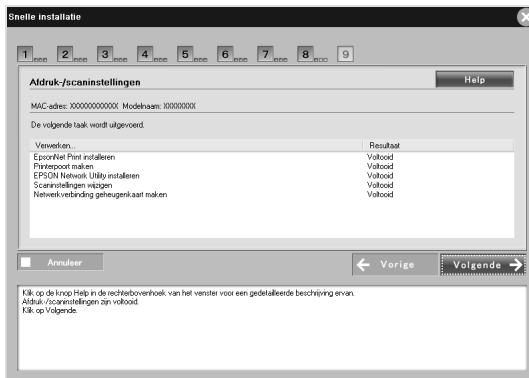 Snelle installatie
1 2 3 4 5 6 7 8 9
Afdruk-/scaninstellingen
Help
MAC-adres: XXXXXXXXXXXX Modelnaam: XXXXXXXX
De volgende taak wordt uitgevoerd.
Verwerken... Resultaat
EpsonNet Print installeren Voltooid
Printerpoort maken Voltooid
EPSON Network Utility installeren Voltooid
Scaninstellingen wijzigen Voltooid
Netwerkverbinding geheugenkaart maken Voltooid
Annuleer
Vorige
Volgende
Klik op de knop Help in de rechterbovenhoek van het venster voor een gedetailleerde beschrijving ervan.
Afdruk-/scaninstellingen zijn voltooid.
Klik op Volgende.